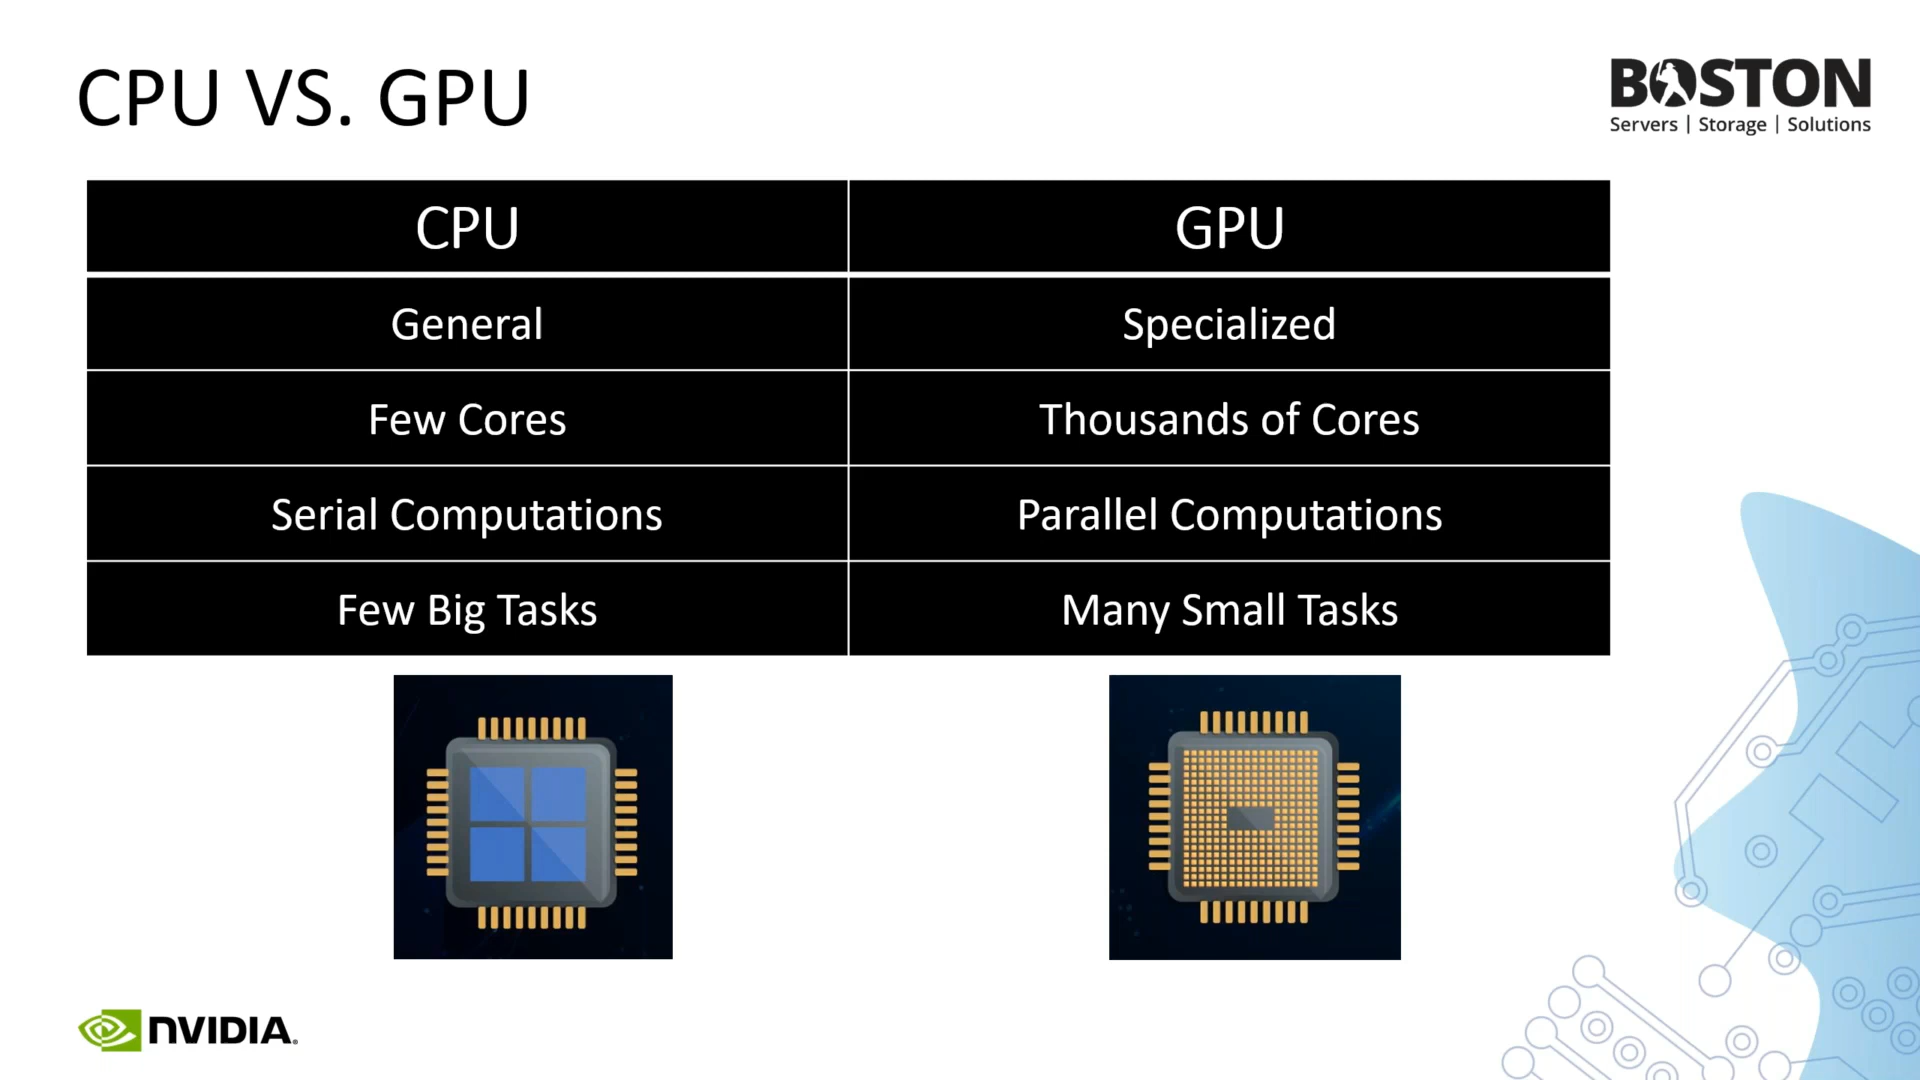 CPU VS. GPU
BOSTON
Servers | Storage | Solutions
CPU GPU
General Specialized
Few Cores Thousands of Cores
Serial Computations Parallel Computations
Few Big Tasks Many Small Tasks
NVIDIA.